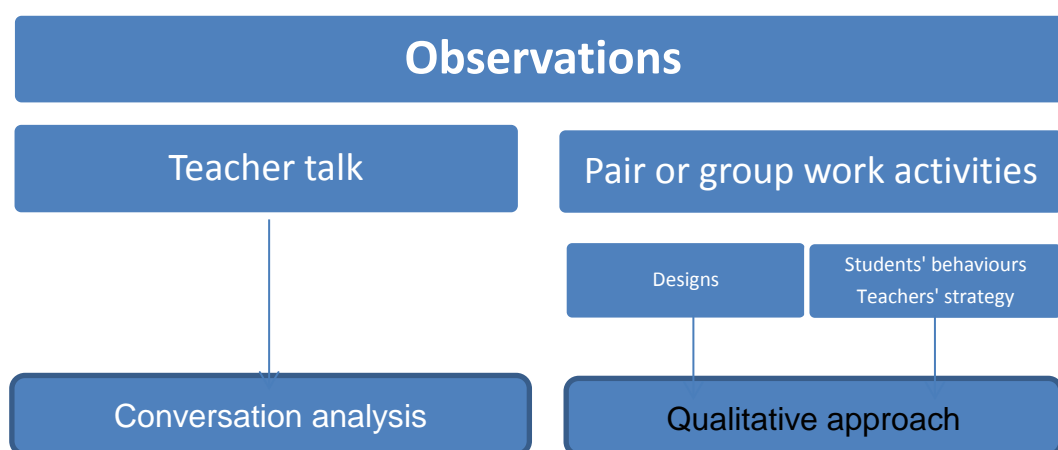 Observations
Teacher talk
Pair or group work activities
Designs
Students' behaviours
Teachers' strategy
Conversation analysis
Qualitative approach